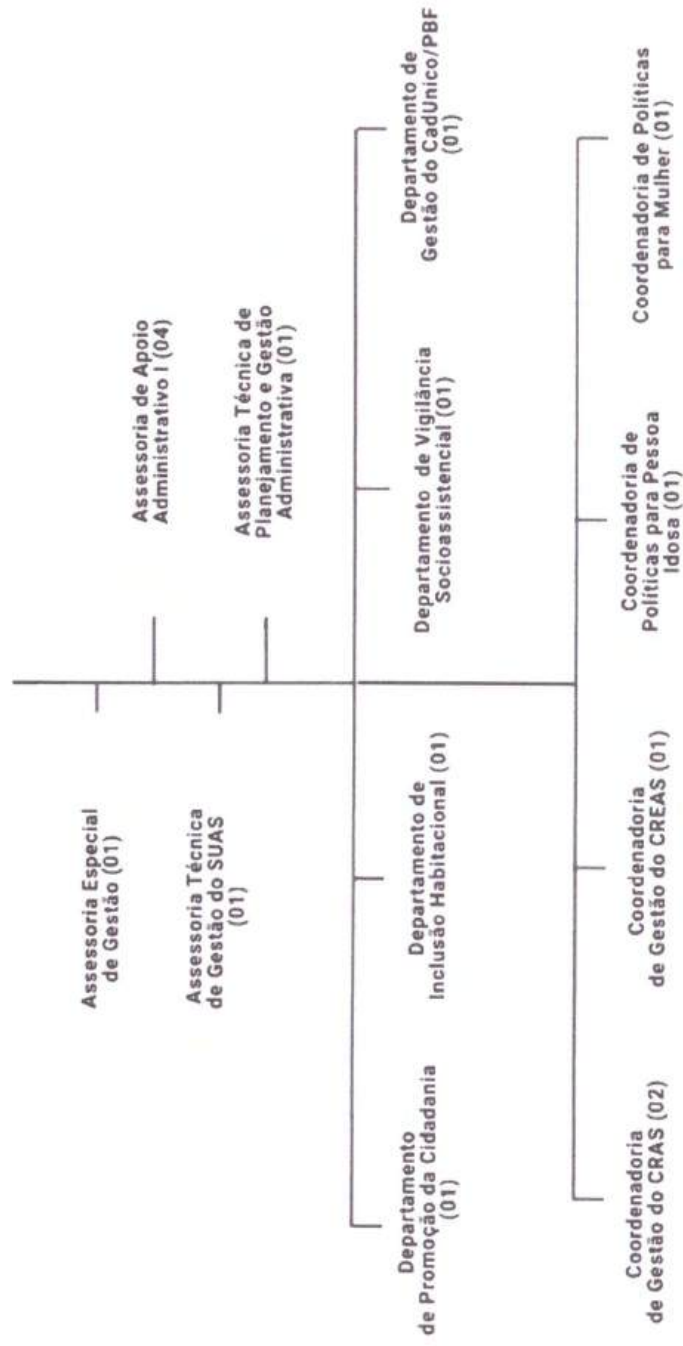 Assessoria Especial
de Gestão (01)
Assessoria de Apoio
Administrativo I (04)
Assessoria Técnica
de Gestão do SUAS
(01)
Assessoria Técnica de
Planejamento e Gestão
Administrativa (01)
Departamento
de Promoção da Cidadania
(01)
Departamento de
Inclusão Habitacional (01)
Departamento de Vigilância
Socioassistencial (01)
Departamento de
Gestão do CadUnico/PBF
(01)
Coordenadoria
de Gestão do CRAS (02)
Coordenadoria
de Gestão do CREAS (01)
Coordenadoria de
Políticas para Pessoa
Idosa (01)
Coordenadoria de Políticas
para Mulher (01)